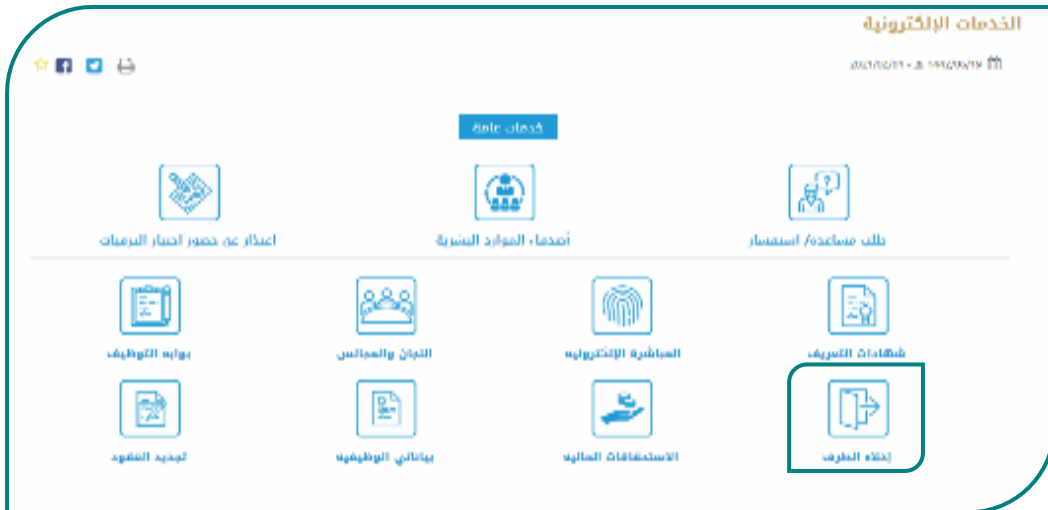 الخدمات الإلكترونية
خدمات عامة
طلب مساعدة/ استفسار
أصدقاء الموارد البشرية
اعتذار عن حضور اختبار الترقيات
شهادات التعريف
المباشرة الإلكترونية
اللجان والمجالس
بوابة التوظيف
إخلاء الطرف
الاستحقاقات المالية
بياناتي الوظيفية
تجديد العقود